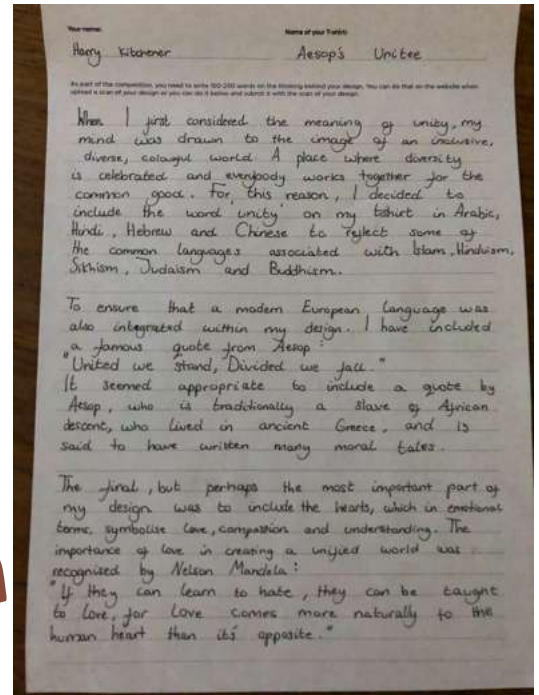 Your name:
Name of your T-shirt:
Harry Kitchener
Aesop's Unitee
As part of the competition, you need to write 150-200 words on the thinking behind your design. You can do that on the website when
upload a scan of your design or you can do it below and submit it with the scan of your design.
When I first considered the meaning of unity, my
mind was drawn to the image of an inclusive,
diverse, colourful world. A place where diversity
is celebrated and everybody works together for the
common good. For this reason, I decided to
include the word 'unity' on my tshirt in Arabic,
Hindi, Hebrew and Chinese to reflect some of
the common languages associated with Islam, Hinduism,
Sikhism, Judaism and Buddhism.
To ensure that a modern European language was
also integrated within my design. I have included
a famous quote from Aesop:
"United we stand, Divided we fall."
It seemed appropriate to include a quote by
Aesop, who is traditionally a slave of African
descent, who lived in ancient Greece, and is
said to have written many moral tales.
The final, but perhaps the most important part of
my design was to include the hearts, which in emotional
terms, symbolise love, compassion and understanding. The
importance of love in creating a unified world was
recognised by Nelson Mandela:
"If they can learn to hate, they can be taught
to love, for love comes more naturally to the
human heart than its' opposite."